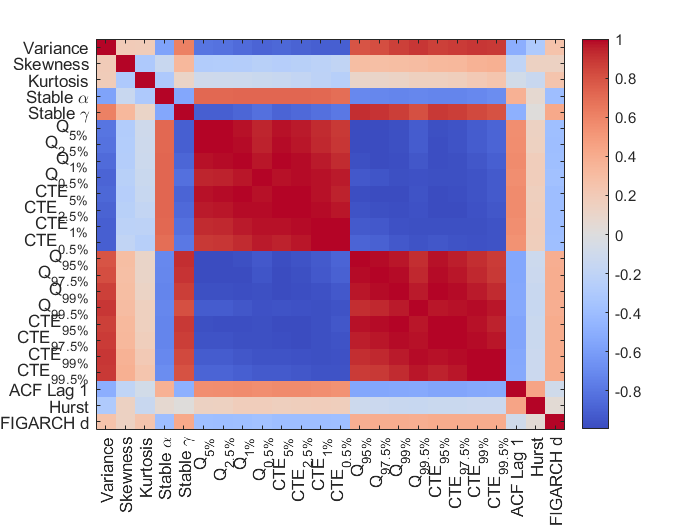 Variance
Skewness
Kurtosis
Stable α
Stable γ
Q5%
Q2.5%
Q1%
Q0.5%
CTE5%
CTE2.5%
CTE1%
CTE0.5%
Q95%
Q97.5%
Q99%
Q99.5%
CTE95%
CTE97.5%
CTE99%
CTE99.5%
ACF Lag 1
Hurst
FIGARCH d
Variance
Skewness
Kurtosis
Stable α
Stable γ
Q5%
Q2.5%
Q1%
Q0.5%
CTE5%
CTE2.5%
CTE1%
CTE0.5%
Q95%
Q97.5%
Q99%
Q99.5%
CTE95%
CTE97.5%
CTE99%
CTE99.5%
ACF Lag 1
Hurst
FIGARCH d
1
0.8
0.6
0.4
0.2
0
-0.2
-0.4
-0.6
-0.8